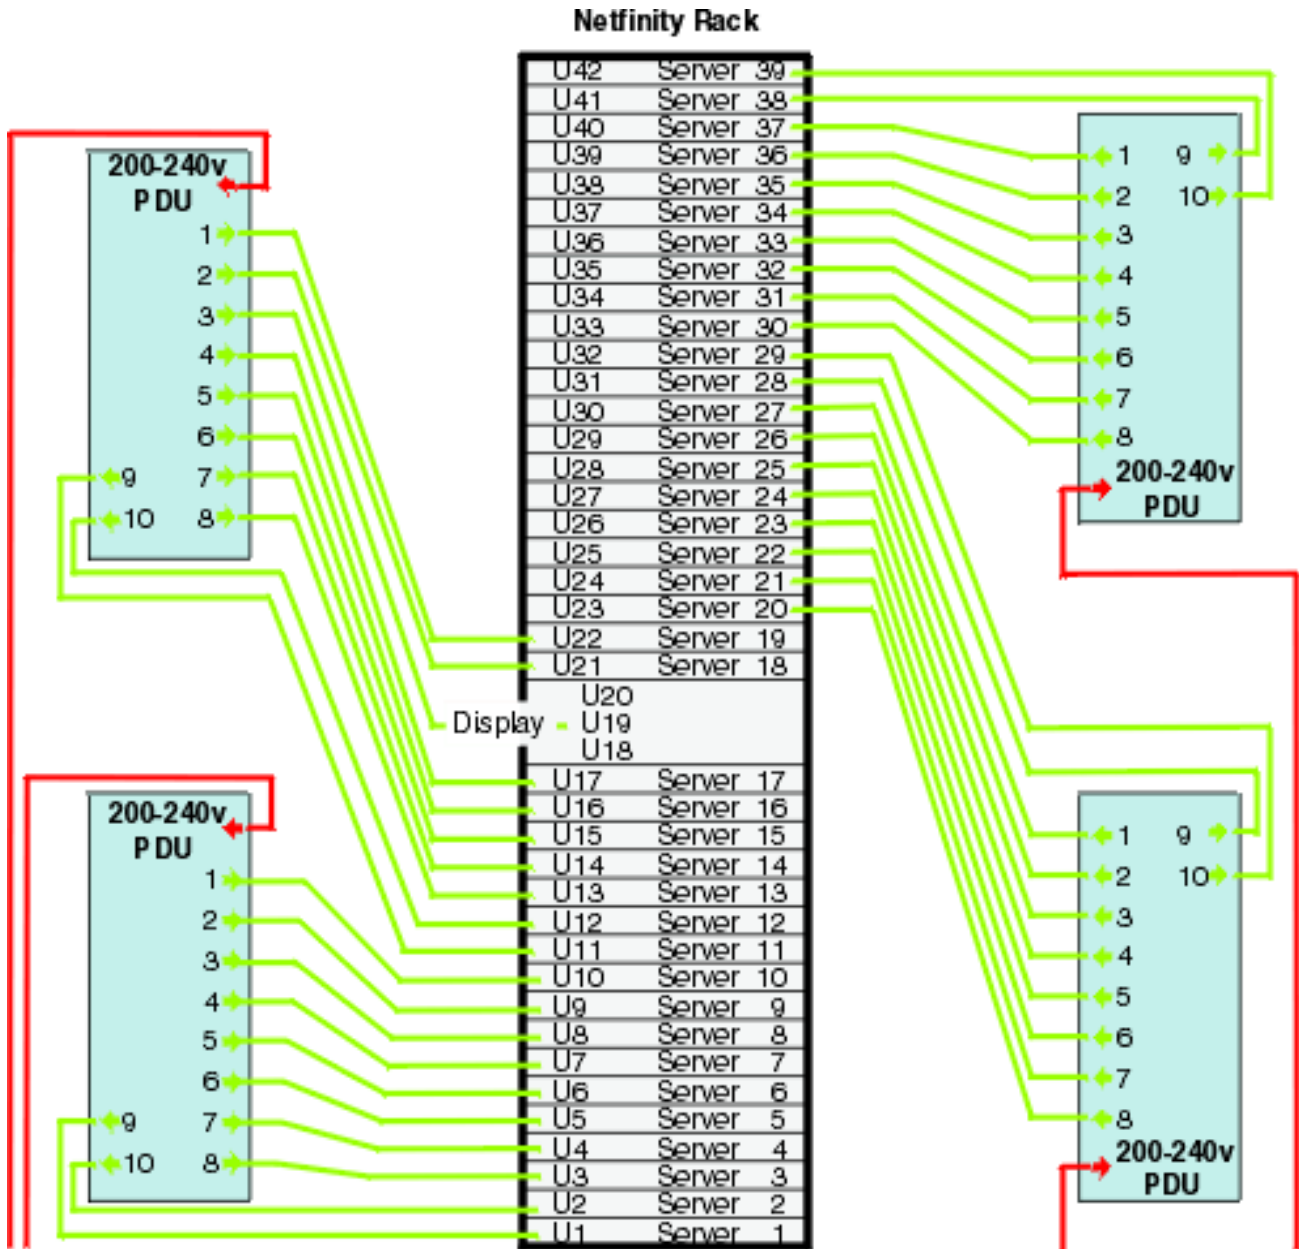 Netfinity Rack
U42 Server 39
U41 Server 38
U40 Server 37
U39 Server 36
U38 Server 35
U37 Server 34
U36 Server 33
U35 Server 32
U34 Server 31
U33 Server 30
U32 Server 29
U31 Server 28
U30 Server 27
U29 Server 26
U28 Server 25
U27 Server 24
U26 Server 23
U25 Server 22
U24 Server 21
U23 Server 20
U22 Server 19
U21 Server 18
U20
Display U19
U18
U17 Server 17
U16 Server 16
U15 Server 15
U14 Server 14
U13 Server 13
U12 Server 12
U11 Server 11
U10 Server 10
U9 Server 9
U8 Server 8
U7 Server 7
U6 Server 6
U5 Server 5
U4 Server 4
U3 Server 3
U2 Server 2
U1 Server 1
200-240v
PDU
1
2
3
4
5
6
9 7
10 8
200-240v
PDU
1
2
3
4
5
6
9 7
10 8
1 9
2 10
3
4
5
6
7
8
200-240v
PDU
1 9
2 10
3
4
5
6
7
8
200-240v
PDU